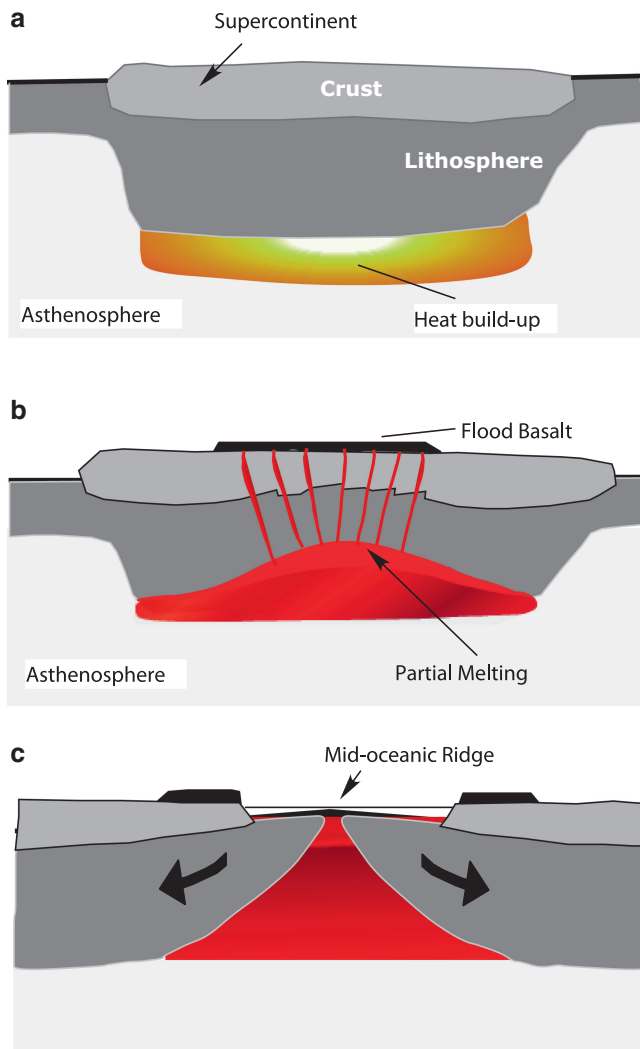 a
Supercontinent
Crust
Lithosphere
Asthenosphere
Heat build-up
b
Flood Basalt
Asthenosphere
Partial Melting
c
Mid-oceanic Ridge